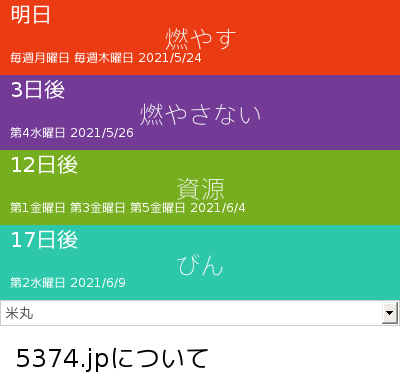 明日
燃やす
毎週月曜日 毎週木曜日 2021/5/24
3日後
燃やさない
第4水曜日 2021/5/26
12日後
資源
第1金曜日 第3金曜日 第5金曜日 2021/6/4
17日後
びん
第2水曜日 2021/6/9
米丸
5374.jpについて